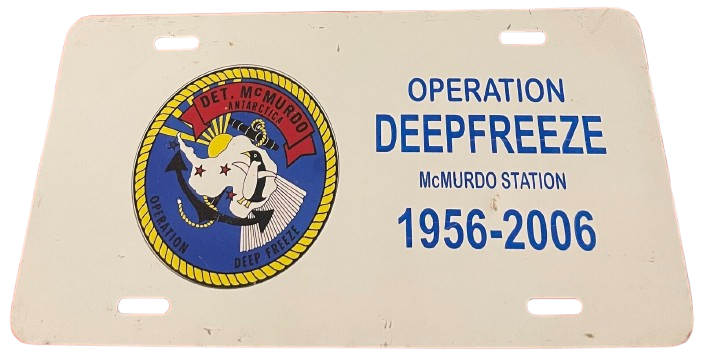 DET. McMURDO
ANTARCTICA
OPERATION DEEP FREEZE
OPERATION
DEEPFREEZE
McMURDO STATION
1956-2006